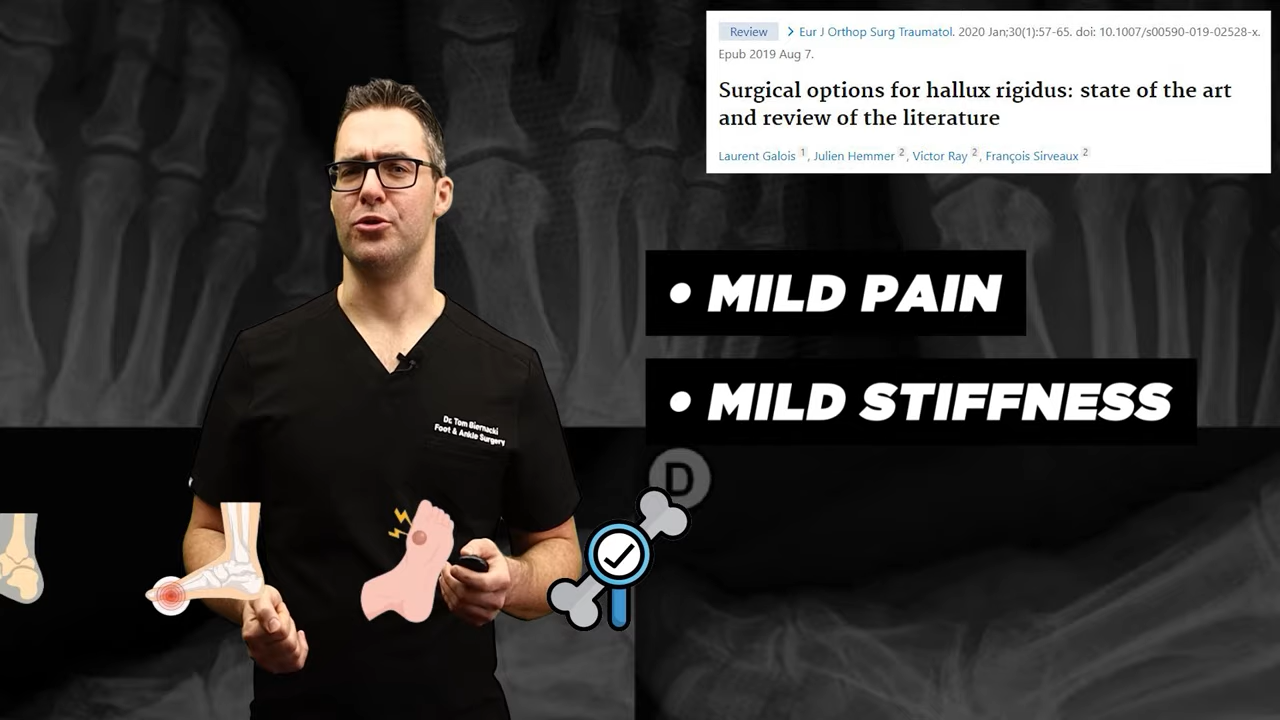 Review > Eur J Orthop Surg Traumatol. 2020 Jan;30(1):57-65. doi: 10.1007/s00590-019-02528-x.
Epub 2019 Aug 7.
Surgical options for hallux rigidus: state of the art
and review of the literature
Laurent Galois 1, Julien Hemmer 2, Victor Ray 2, François Sirveaux 2
• MILD PAIN
• MILD STIFFNESS
Dr. Tom Biernacki
Foot & Ankle Surgery
D